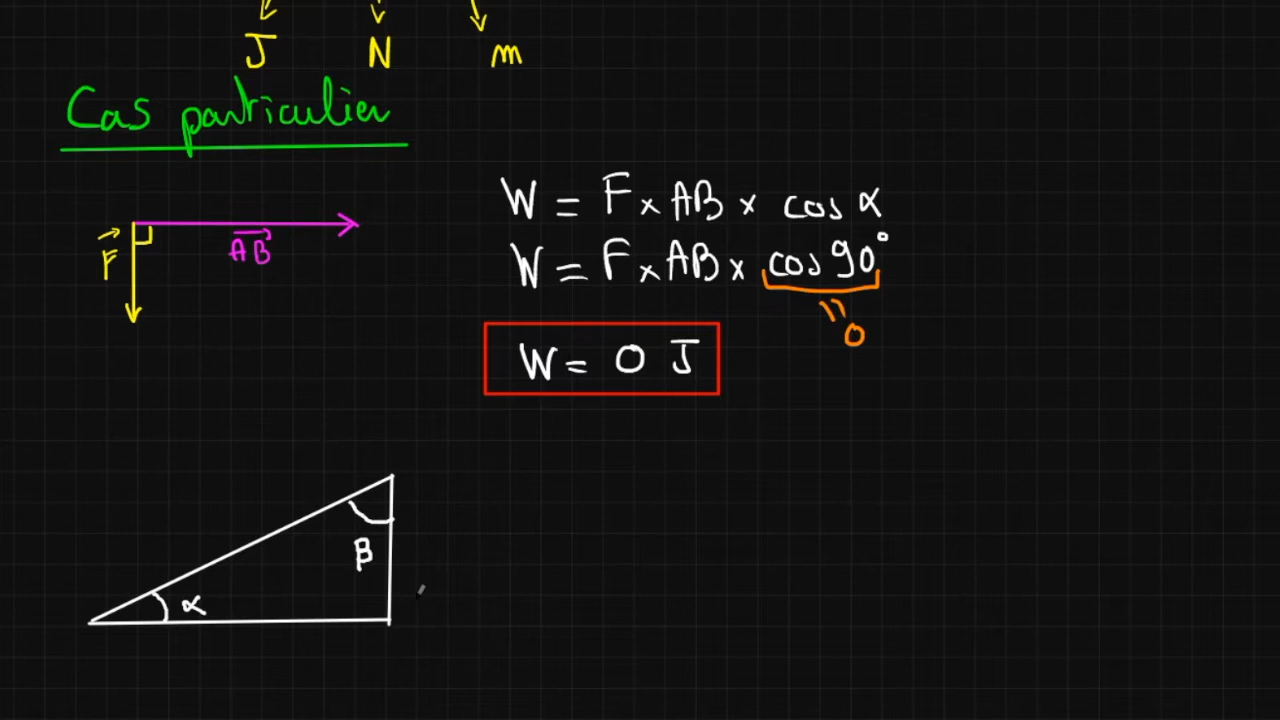 J N m
Cas particulier
F
AB
W = F × AB × cos α
W = F × AB × cos 90°
0
W = 0 J
β
α